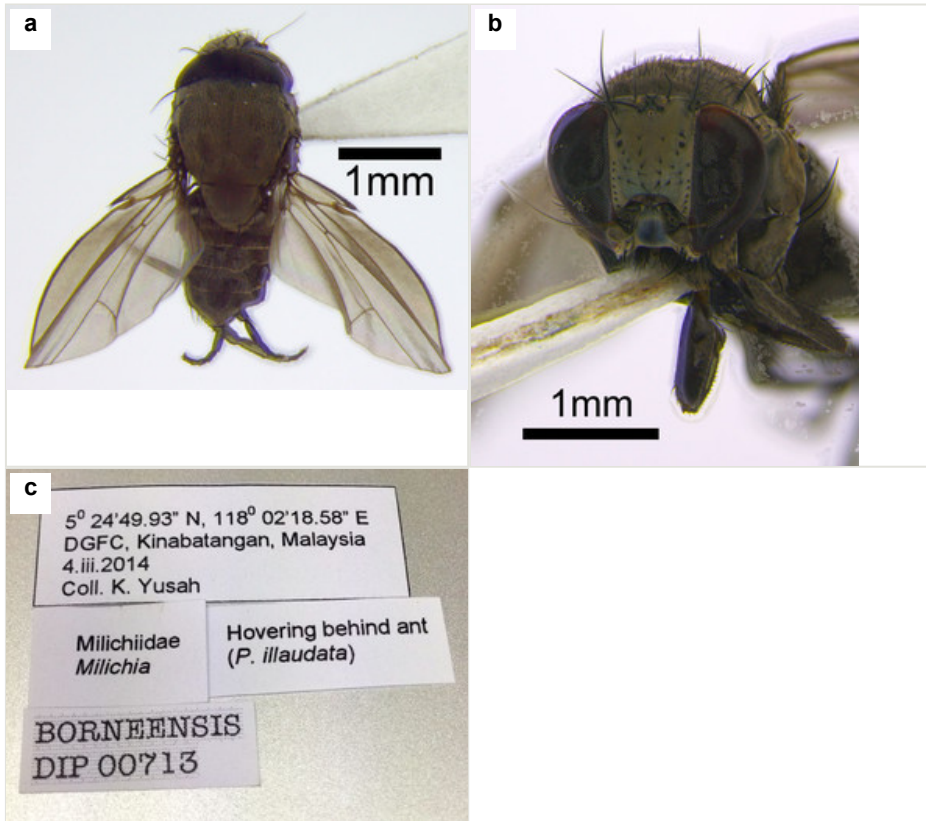 a
1mm
b
1mm
c
5⁰ 24'49.93" N, 118⁰ 02'18.58" E
DGFC, Kinabatangan, Malaysia
4.iii.2014
Coll. K. Yusah
Milichiidae
Milichia
Hovering behind ant
(P. illaudata)
BORNEENSIS
DIP 00713